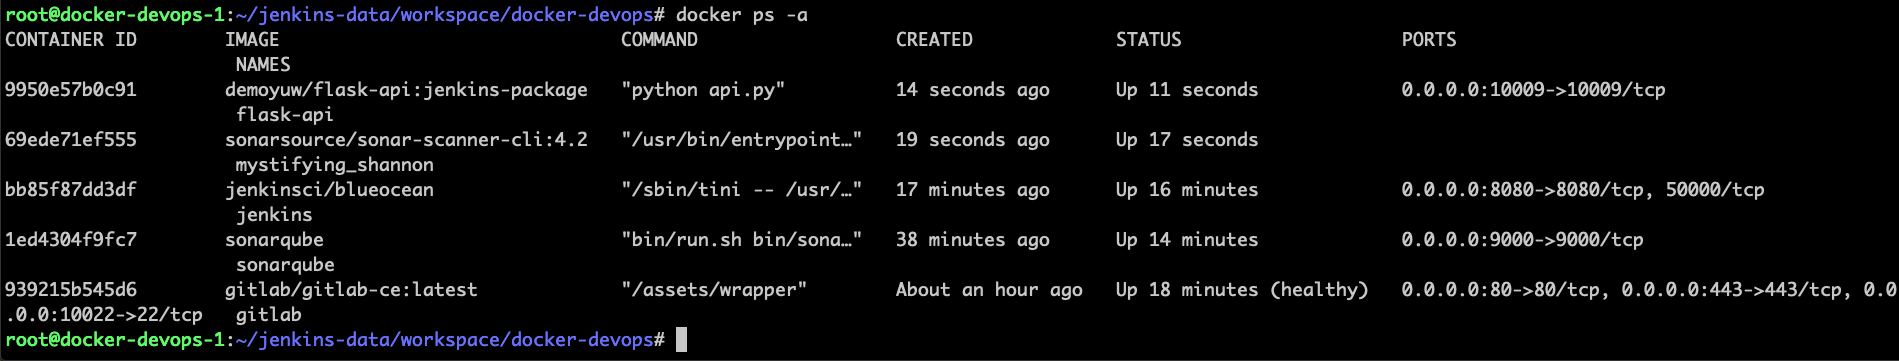 root@docker-devops-1:~/jenkins-data/workspace/docker-devops# docker ps -a
CONTAINER ID        IMAGE                               COMMAND                  CREATED             STATUS                    PORTS
                     NAMES
9950e57b0c91        demoyuw/flask-api:jenkins-package   "python api.py"          14 seconds ago      Up 11 seconds             0.0.0.0:10009->10009/tcp
                     flask-api
69ede71ef555        sonarsource/sonar-scanner-cli:4.2   "/usr/bin/entrypoint…"   19 seconds ago      Up 17 seconds
                     mystifying_shannon
bb85f87dd3df        jenkinsci/blueocean                 "/sbin/tini -- /usr/…"   17 minutes ago      Up 16 minutes             0.0.0.0:8080->8080/tcp, 50000/tcp
                     jenkins
1ed4304f9fc7        sonarqube                           "bin/run.sh bin/sona…"   38 minutes ago      Up 14 minutes             0.0.0.0:9000->9000/tcp
                     sonarqube
939215b545d6        gitlab/gitlab-ce:latest             "/assets/wrapper"        About an hour ago   Up 18 minutes (healthy)   0.0.0.0:80->80/tcp, 0.0.0.0:443->443/tcp, 0.0
.0.0:10022->22/tcp   gitlab
root@docker-devops-1:~/jenkins-data/workspace/docker-devops#